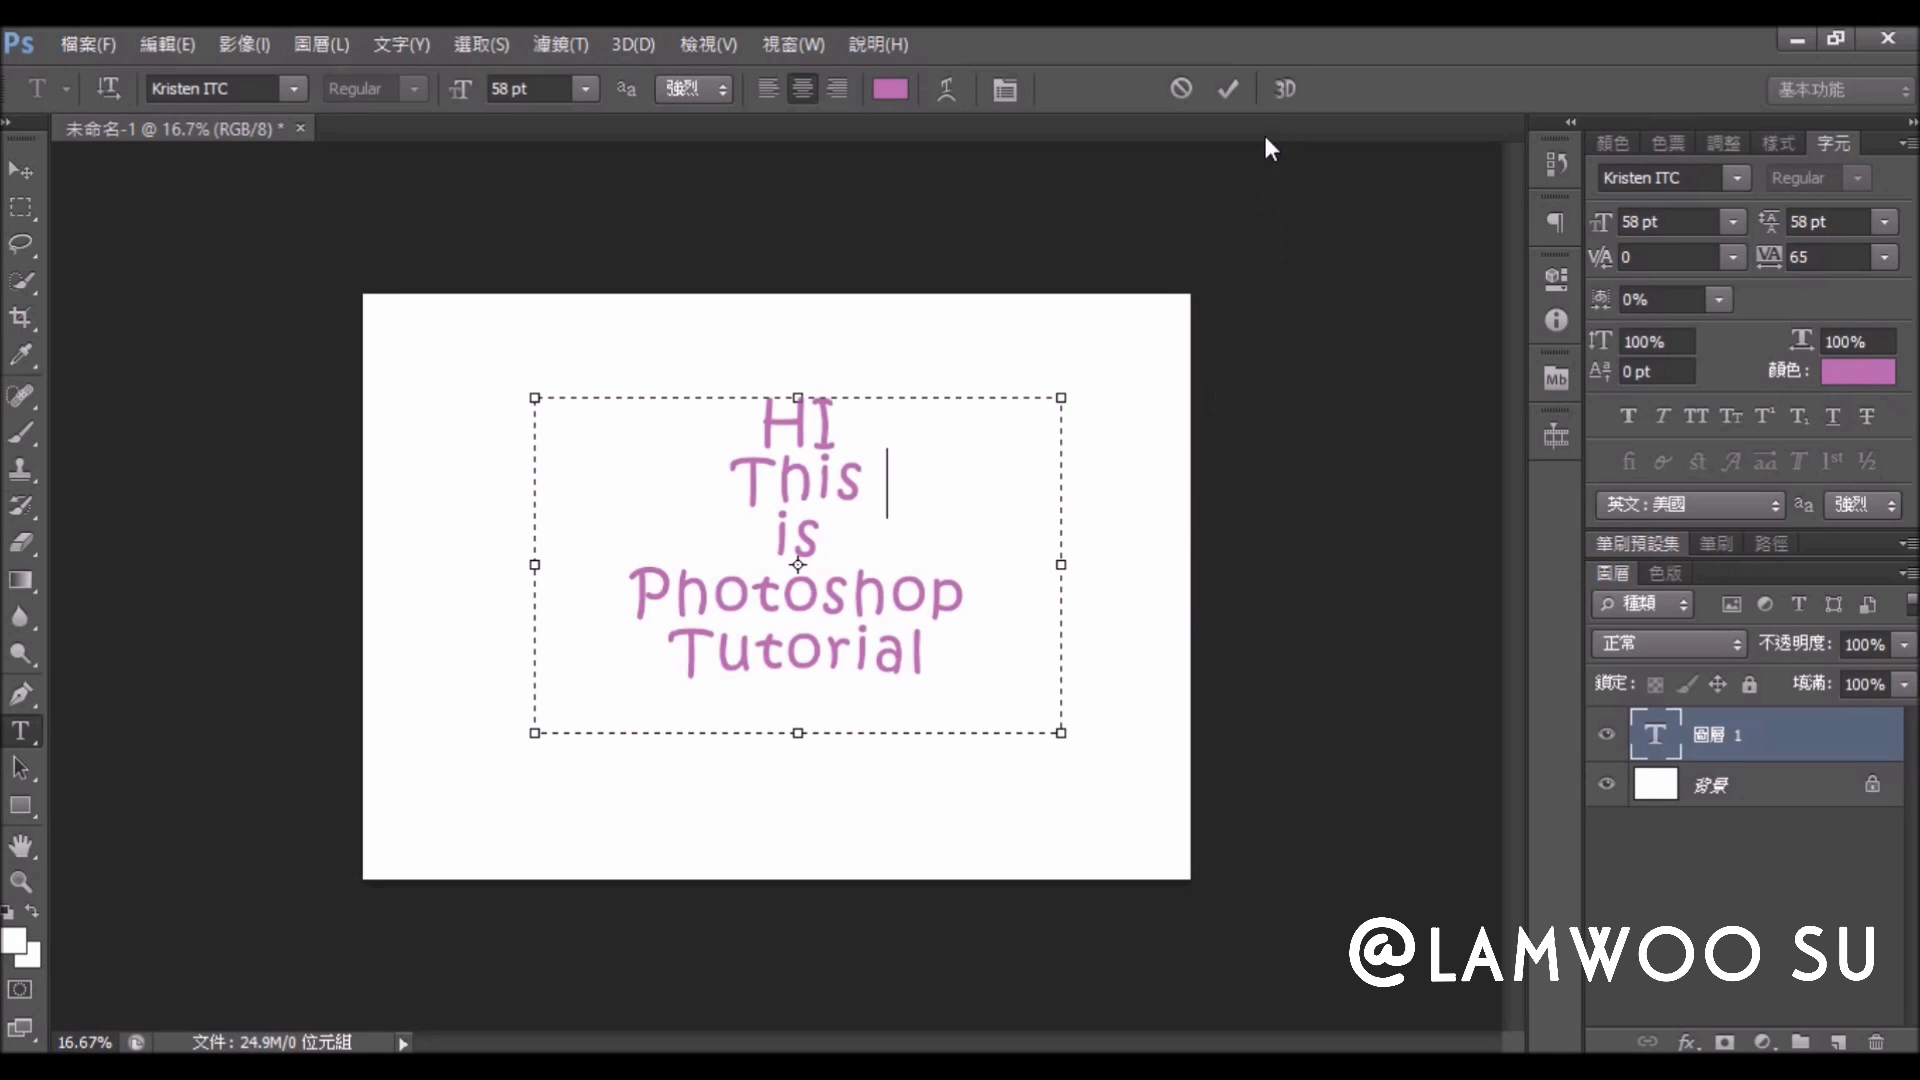 Ps 檔案(F) 編輯(E) 影像(I) 圖層(L) 文字(Y) 選取(S) 濾鏡(T) 3D(D) 檢視(V) 視窗(W) 說明(H)
T Kristen ITC Regular 58 pt aa 強烈 3D 基本功能
未命名-1 @ 16.7% (RGB/8) * ×
顏色 色票 調整 樣式 字元
Kristen ITC Regular
58 pt 58 pt
0 65
0%
100% 100%
0 pt 顏色:
英文:美國 aa 強烈
筆刷預設集 筆刷 路徑
圖層 色版
種類
正常 不透明度: 100%
鎖定: 填滿: 100%
圖層 1
背景
Mb
HI
This
is
Photoshop
Tutorial
@LAMWOO SU
16.67% 文件: 24.9M/0 位元組